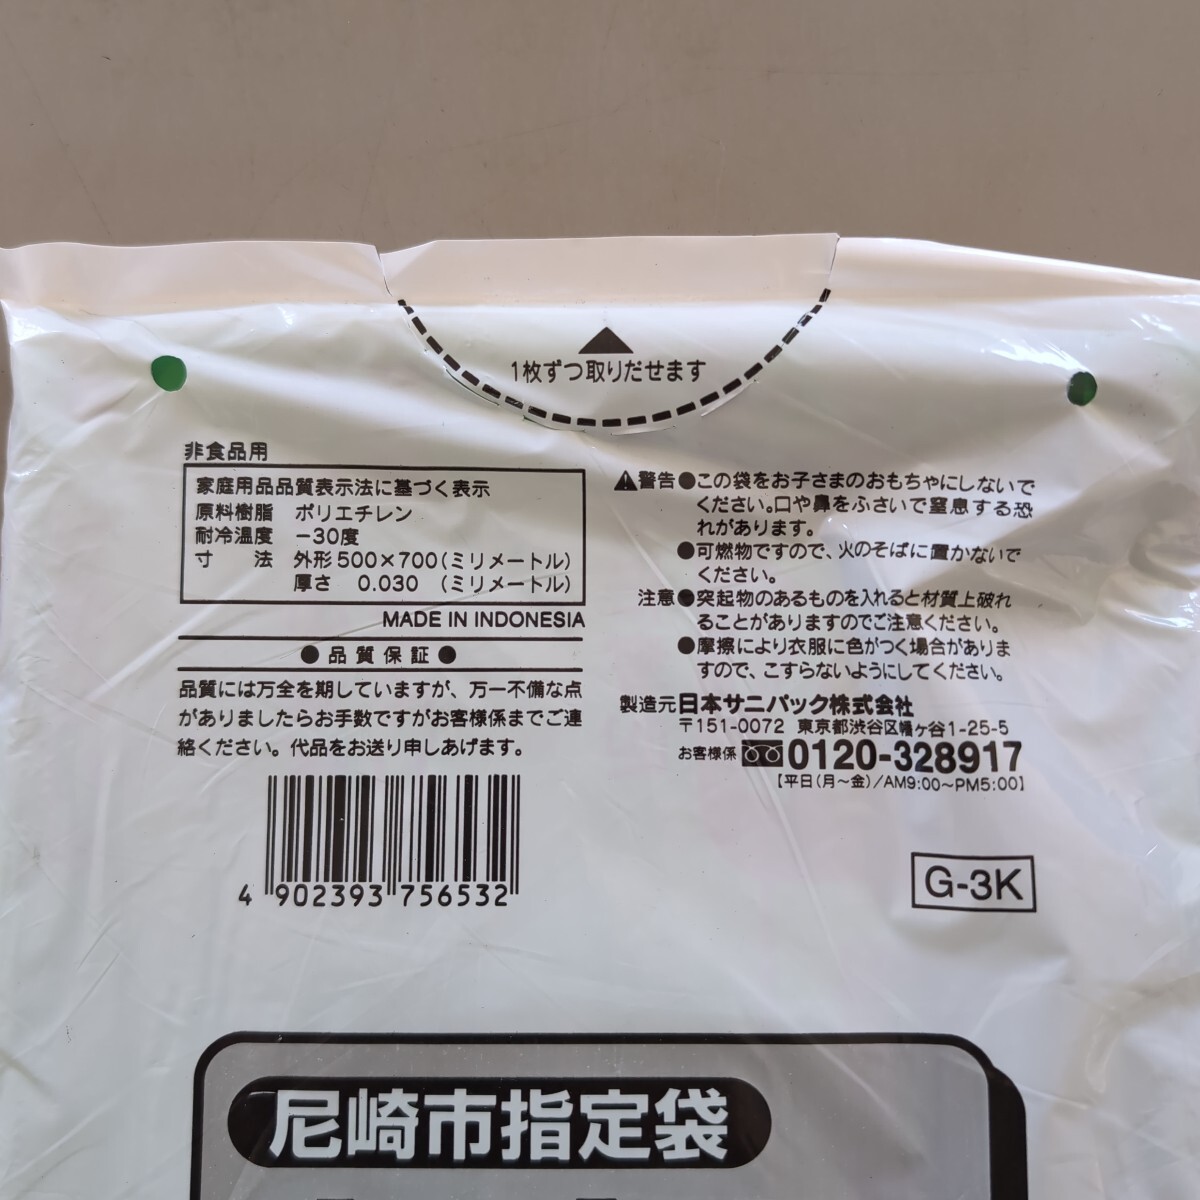 ▲
1枚ずつ取りだせます
非食品用
家庭用品品質表示法に基づく表示
原料樹脂 ポリエチレン
耐冷温度 −30度
寸法 外形500×700(ミリメートル)
厚さ 0.030 (ミリメートル)
MADE IN INDONESIA
●品質保証●
品質には万全を期していますが、万一不備な点
がありましたらお手数ですがお客様係までご連
絡ください。代品をお送り申しあげます。
4 902393 756532
⚠警告●この袋をお子さまのおもちゃにしないで
ください。口や鼻をふさいで窒息する恐
れがあります。
●可燃物ですので、火のそばに置かないで
ください。
注意●突起物のあるものを入れると材質上破れ
ることがありますのでご注意ください。
●摩擦により衣服に色がつく場合がありま
すので、こすらないようにしてください。
製造元 日本サニパック株式会社
〒151-0072 東京都渋谷区幡ヶ谷1-25-5
お客様係 0120-328917
【平日(月〜金)/AM9:00〜PM5:00】
G-3K
尼崎市指定袋